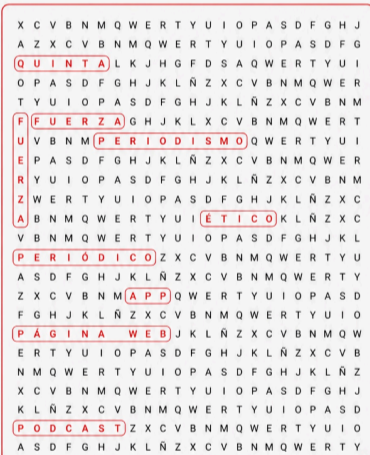 X C V B N M Q W E R T Y U I O P A S D F G H J
A Z X C V B N M Q W E R T Y U I O P A S D F G
Q U I N T A L K J H G F D S A Q W E R T Y U I
O P A S D F G H J K L Ñ Z X C V B N M Q W E R
T Y U I O P A S D F G H J K L Ñ Z X C V B N M
F F U E R Z A G H J K L X C V B N M Q W E R T
U V B N M P E R I O D I S M O Q W E R T Y U I
E P A S D F G H J K L Ñ Z X C V B N M Q W E R
R Y U I O P A S D F G H J K L Ñ Z X C V B N M
Z W E R T Y U I O P A S D F G H J K L Ñ Z X C
A B N M Q W E R T Y U I É T I C O K L Ñ Z X C
V B N M Q W E R T Y U I O P A S D F G H J K L
P E R I Ó D I C O Z X C V B N M Q W E R T Y U
A S D F G H J K L Ñ Z X C V B N M Q W E R T Y
Z X C V B N M A P P Q W E R T Y U I O P A S D
F G H J K L Ñ Z X C V B N M Q W E R T Y U I O
P Á G I N A W E B J K L Ñ Z X C V B N M Q W
E R T Y U I O P A S D F G H J K L Ñ Z X C V B
N M Q W E R T Y U I O P A S D F G H J K L Ñ Z
X C V B N M Q W E R T Y U I O P A S D F G H J
K L Ñ Z X C V B N M Q W E R T Y U I O P A S D
P O D C A S T Z X C V B N M Q W E R T Y U I O
A S D F G H J K L Ñ Z X C V B N M Q W E R T Y